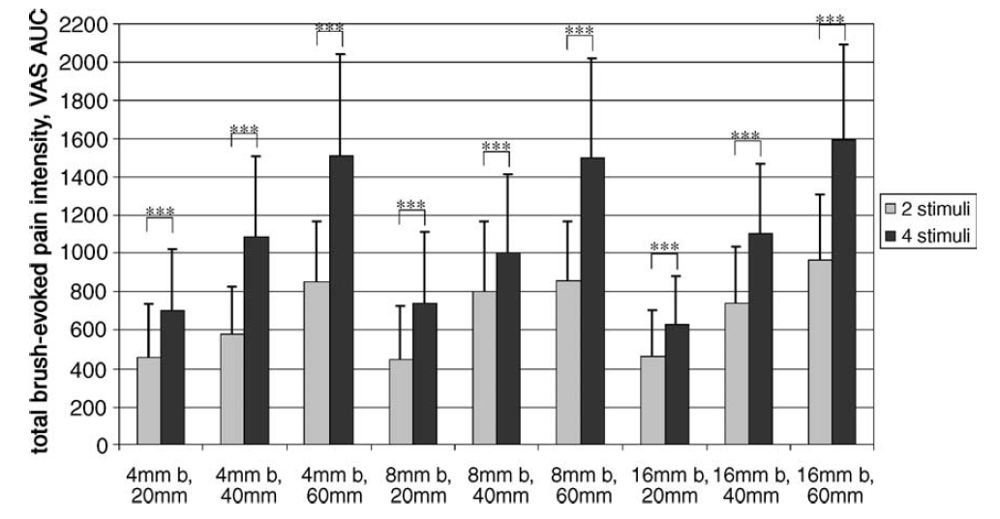 total brush-evoked pain intensity, VAS AUC
2200
2000
1800
1600
1400
1200
1000
800
600
400
200
0
***
***
***
***
***
***
***
***
***
4mm b,
20mm
4mm b,
40mm
4mm b,
60mm
8mm b,
20mm
8mm b,
40mm
8mm b,
60mm
16mm b,
20mm
16mm b,
40mm
16mm b,
60mm
2 stimuli
4 stimuli